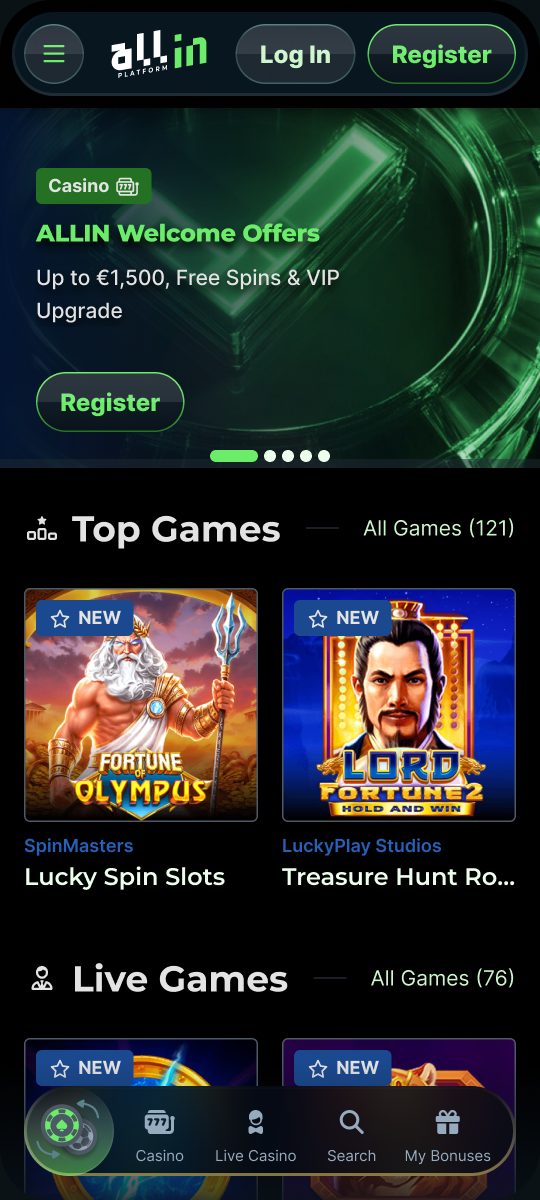 all in
PLATFORM
Log In
Register
Casino
ALLIN Welcome Offers
Up to €1,500, Free Spins & VIP
Upgrade
Register
Top Games
All Games (121)
NEW
NEW
FORTUNE
OF
OLYMPUS
LORD
FORTUNE 2
HOLD AND WIN
SpinMasters
LuckyPlay Studios
Lucky Spin Slots
Treasure Hunt Ro...
Live Games
All Games (76)
NEW
NEW
777
Casino
Live Casino
Search
My Bonuses